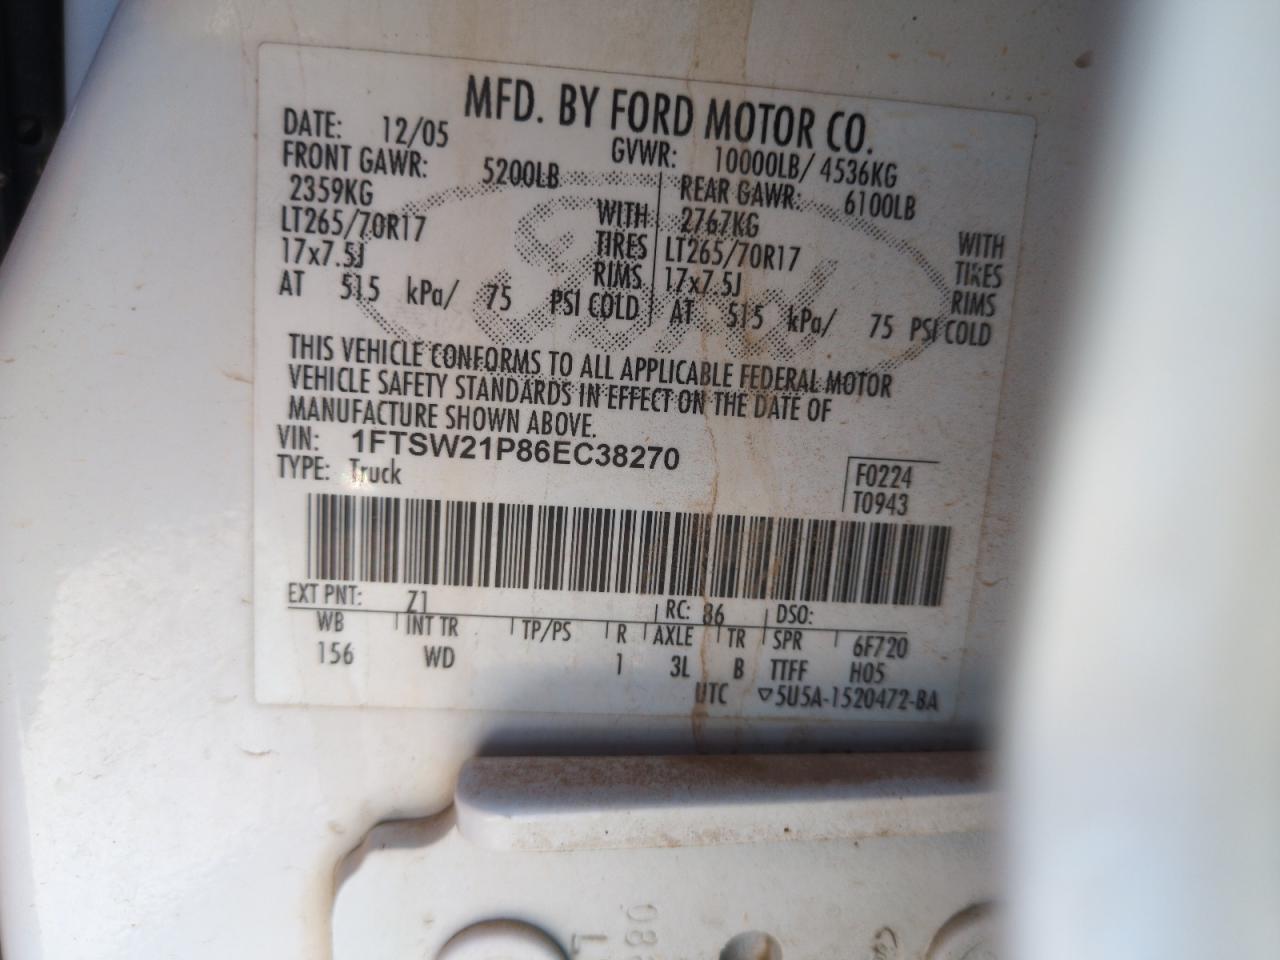 MFD. BY FORD MOTOR CO.
DATE: 12/05 GVWR: 10000LB/ 4536KG
FRONT GAWR: 5200LB REAR GAWR: 6100LB
2359KG WITH 2767KG WITH
LT265/70R17 TIRES LT265/70R17 TIRES
17x7.5J RIMS 17x7.5J RIMS
AT 515 kPa/ 75 PSI COLD AT 515 kPa/ 75 PSI COLD
THIS VEHICLE CONFORMS TO ALL APPLICABLE FEDERAL MOTOR
VEHICLE SAFETY STANDARDS IN EFFECT ON THE DATE OF
MANUFACTURE SHOWN ABOVE.
VIN: 1FTSW21P86EC38270
TYPE: Truck
F0224
T0943
EXT PNT: Z1 RC: 86 DSO:
WB INT TR TP/PS R AXLE TR SPR 6F720
156 WD 1 3L B TTFF H05
UTC ▽5U5A-1520472-BA
Ford